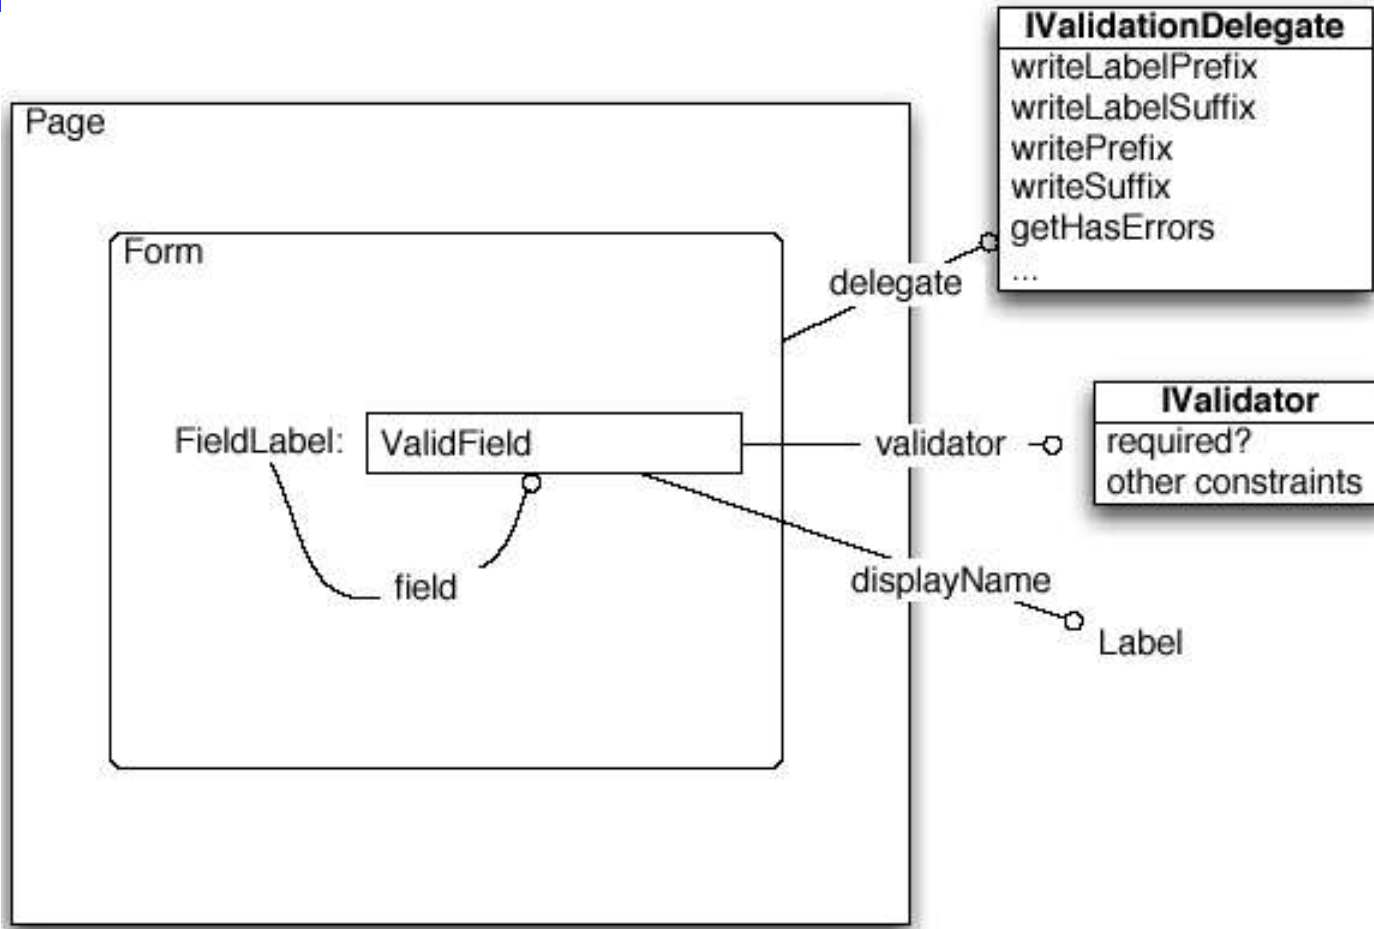 IValidationDelegate
writeLabelPrefix
writeLabelSuffix
writePrefix
writeSuffix
getHasErrors
...
Page
Form
delegate
IValidator
required?
other constraints
FieldLabel:
ValidField
validator
field
displayName
Label